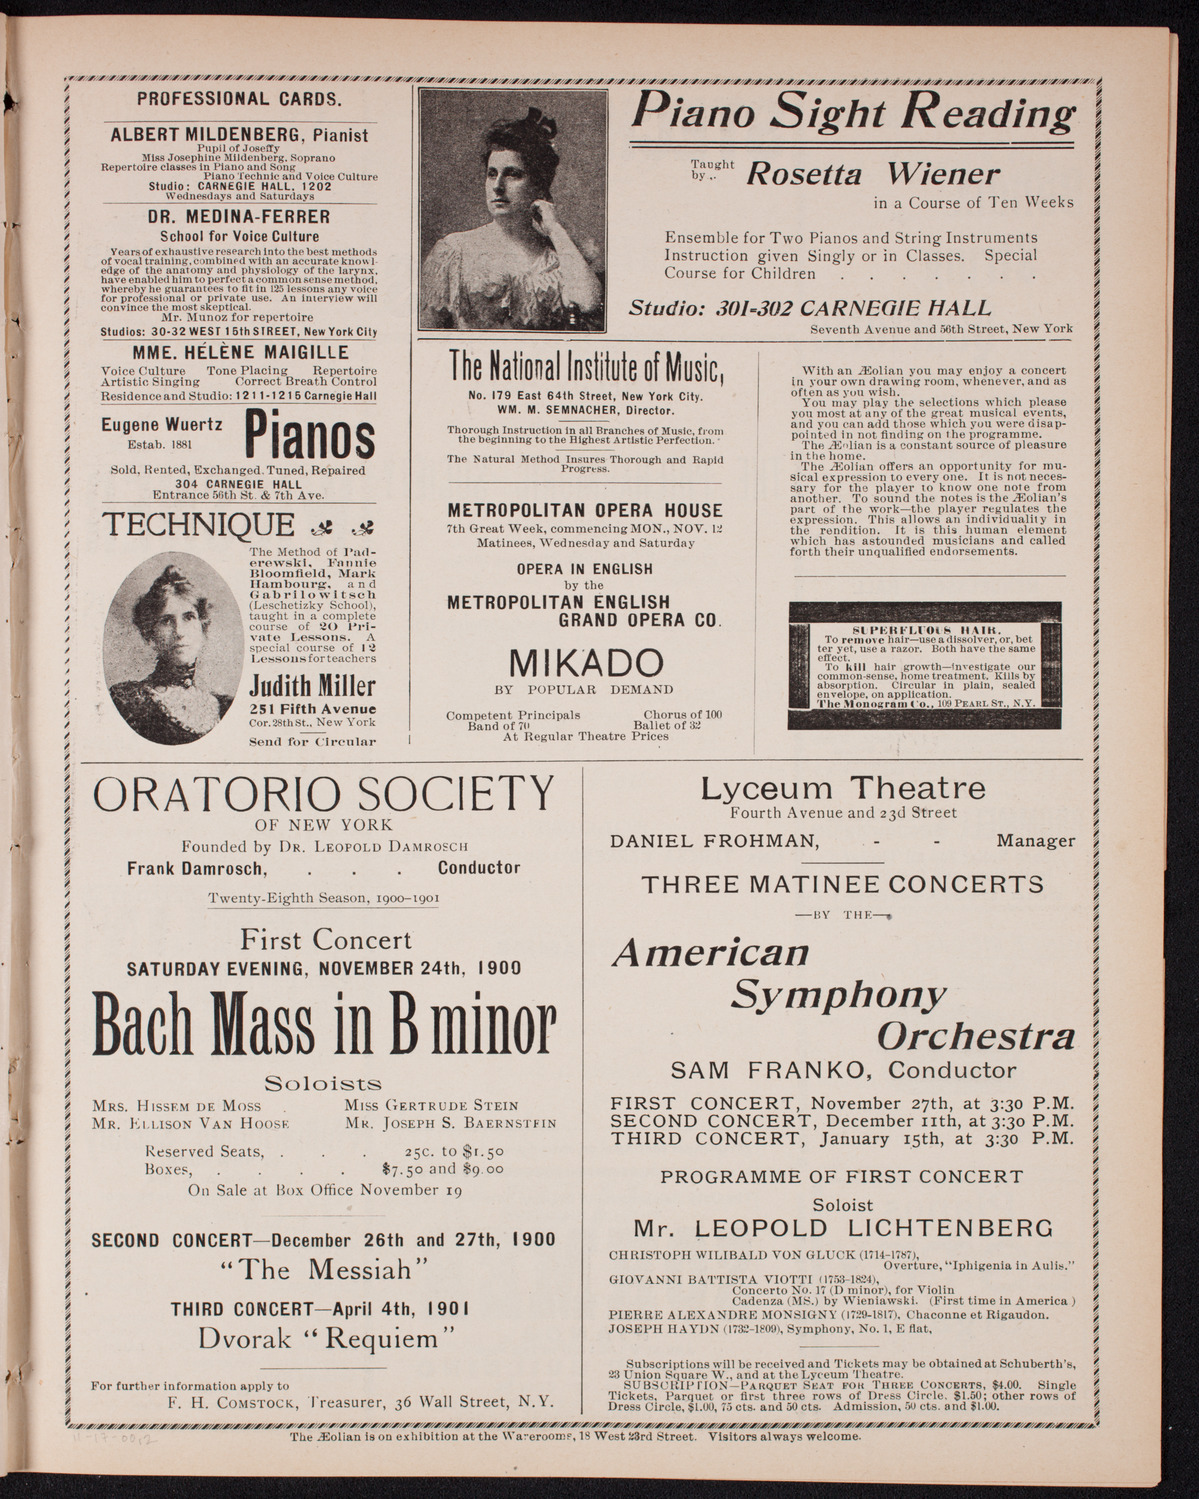 PROFESSIONAL CARDS.
ALBERT MILDENBERG, Pianist
Pupil of Joseffy
Miss Josephine Mildenberg, Soprano
Repertoire classes in Piano and Song
Piano Technic and Voice Culture
Studio: CARNEGIE HALL, 1202
Wednesdays and Saturdays
DR. MEDINA-FERRER
School for Voice Culture
Years of exhaustive research into the best methods
of vocal training, combined with an accurate knowl-
edge of the anatomy and physiology of the larynx,
have enabled him to perfect a common sense method,
whereby he guarantees to fit in 125 lessons any voice
for professional or private use. An interview will
convince the most skeptical.
Mr. Munoz for repertoire
Studios: 30-32 WEST 15th STREET, New York City
MME. HÉLÈNE MAIGILLE
Voice Culture Tone Placing Repertoire
Artistic Singing Correct Breath Control
Residence and Studio: 1211-1215 Carnegie Hall
Eugene Wuertz
Estab. 1881
Pianos
Sold, Rented, Exchanged, Tuned, Repaired
304 CARNEGIE HALL
Entrance 56th St. & 7th Ave.
TECHNIQUE
The Method of Pad-
erewski, Fannie
Bloomfield, Mark
Hambourg, and
Gabrilowitsch
(Leschetizky School),
taught in a complete
course of 20 Pri-
vate Lessons. A
special course of 12
Lessons for teachers
Judith Miller
251 Fifth Avenue
Cor. 28th St., New York
Send for Circular
Piano Sight Reading
Taught
by..
Rosetta Wiener
in a Course of Ten Weeks
Ensemble for Two Pianos and String Instruments
Instruction given Singly or in Classes. Special
Course for Children . . . . . . .
Studio: 301-302 CARNEGIE HALL
Seventh Avenue and 56th Street, New York
The National Institute of Music,
No. 179 East 64th Street, New York City.
WM. M. SEMNACHER, Director.
Thorough Instruction in all Branches of Music, from
the beginning to the Highest Artistic Perfection.
The Natural Method Insures Thorough and Rapid
Progress.
METROPOLITAN OPERA HOUSE
7th Great Week, commencing MON., NOV. 12
Matinees, Wednesday and Saturday
OPERA IN ENGLISH
by the
METROPOLITAN ENGLISH
GRAND OPERA CO.
MIKADO
BY POPULAR DEMAND
Competent Principals Chorus of 100
Band of 70 Ballet of 32
At Regular Theatre Prices
With an Æolian you may enjoy a concert
in your own drawing room, whenever, and as
often as you wish.
You may play the selections which please
you most at any of the great musical events,
and you can add those which you were disap-
pointed in not finding on the programme.
The Æolian is a constant source of pleasure
in the home.
The Æolian offers an opportunity for mu-
sical expression to every one. It is not neces-
sary for the player to know one note from
another. To sound the notes is the Æolian's
part of the work—the player regulates the
expression. This allows an individuality in
the rendition. It is this human element
which has astounded musicians and called
forth their unqualified endorsements.
SUPERFLUOUS HAIR.
To remove hair—use a dissolver, or, bet
ter yet, use a razor. Both have the same
effect.
To kill hair growth—investigate our
common-sense, home treatment. Kills by
absorption. Circular in plain, sealed
envelope, on application.
The Monogram Co., 109 PEARL ST., N.Y.
ORATORIO SOCIETY
OF NEW YORK
Founded by DR. LEOPOLD DAMROSCH
Frank Damrosch, . . . Conductor
Twenty-Eighth Season, 1900-1901
First Concert
SATURDAY EVENING, NOVEMBER 24th, 1900
Bach Mass in B minor
Soloists
MRS. HISSEM DE MOSS . MISS GERTRUDE STEIN
MR. ELLISON VAN HOOSE MR. JOSEPH S. BAERNSTEIN
Reserved Seats, . . . 25c. to $1.50
Boxes, . . . . $7.50 and $9.00
On Sale at Box Office November 19
SECOND CONCERT—December 26th and 27th, 1900
"The Messiah"
THIRD CONCERT—April 4th, 1901
Dvorak "Requiem"
For further information apply to
F. H. COMSTOCK, Treasurer, 36 Wall Street, N.Y.
Lyceum Theatre
Fourth Avenue and 23d Street
DANIEL FROHMAN, - - Manager
THREE MATINEE CONCERTS
—BY THE—
American
Symphony
Orchestra
SAM FRANKO, Conductor
FIRST CONCERT, November 27th, at 3:30 P.M.
SECOND CONCERT, December 11th, at 3:30 P.M.
THIRD CONCERT, January 15th, at 3:30 P.M.
PROGRAMME OF FIRST CONCERT
Soloist
Mr. LEOPOLD LICHTENBERG
CHRISTOPH WILIBALD VON GLUCK (1714-1787),
Overture, "Iphigenia in Aulis."
GIOVANNI BATTISTA VIOTTI (1753-1824),
Concerto No. 17 (D minor), for Violin
Cadenza (MS.) by Wieniawski. (First time in America)
PIERRE ALEXANDRE MONSIGNY (1729-1817), Chaconne et Rigaudon.
JOSEPH HAYDN (1732-1809), Symphony, No. 1, E flat,
Subscriptions will be received and Tickets may be obtained at Schuberth's,
23 Union Square W., and at the Lyceum Theatre.
SUBSCRIPTION—PARQUET SEAT FOR THREE CONCERTS, $4.00. Single
Tickets, Parquet or first three rows of Dress Circle, $1.50; other rows of
Dress Circle, $1.00, 75 cts. and 50 cts. Admission, 50 cts. and $1.00.
The Æolian is on exhibition at the Warerooms, 18 West 23rd Street. Visitors always welcome.